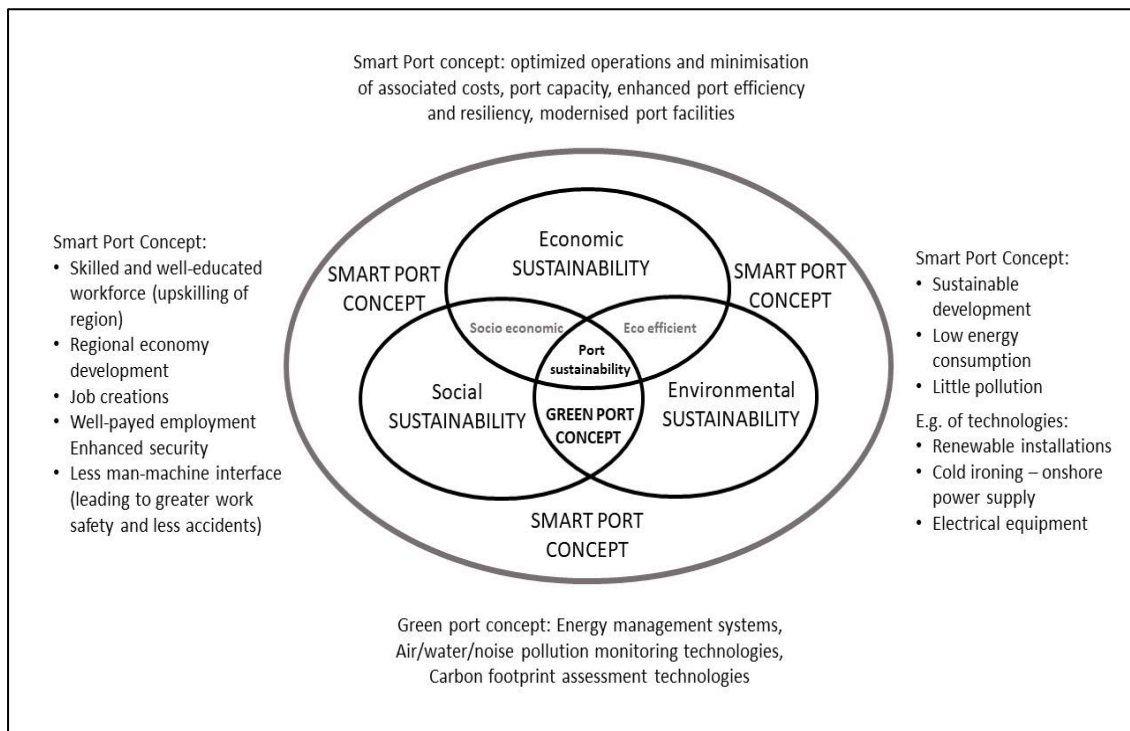 Smart Port concept: optimized operations and minimisation
of associated costs, port capacity, enhanced port efficiency
and resiliency, modernised port facilities
Smart Port Concept:
• Skilled and well-educated
workforce (upskilling of
region)
• Regional economy
development
• Job creations
• Well-payed employment
Enhanced security
• Less man-machine interface
(leading to greater work
safety and less accidents)
Economic
SUSTAINABILITY
SMART PORT
CONCEPT
SMART PORT
CONCEPT
Socio economic
Eco efficient
Port
sustainability
Social
SUSTAINABILITY
Environmental
SUSTAINABILITY
GREEN PORT
CONCEPT
SMART PORT
CONCEPT
Smart Port Concept:
• Sustainable
development
• Low energy
consumption
• Little pollution
E.g. of technologies:
• Renewable installations
• Cold ironing – onshore
power supply
• Electrical equipment
Green port concept: Energy management systems,
Air/water/noise pollution monitoring technologies,
Carbon footprint assessment technologies